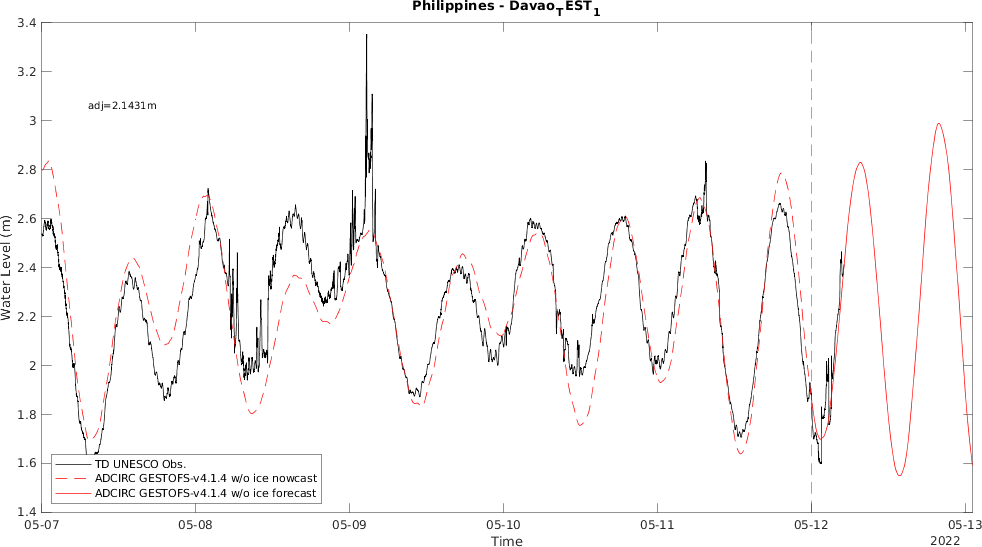 Philippines - Davao_TEST_1
3.4
3.2
3
2.8
2.6
2.4
2.2
2
1.8
1.6
1.4
Water Level (m)
adj=2.1431m
TD UNESCO Obs.
ADCIRC GESTOFS-v4.1.4 w/o ice nowcast
ADCIRC GESTOFS-v4.1.4 w/o ice forecast
05-07 05-08 05-09 05-10 05-11 05-12 05-13
Time
2022